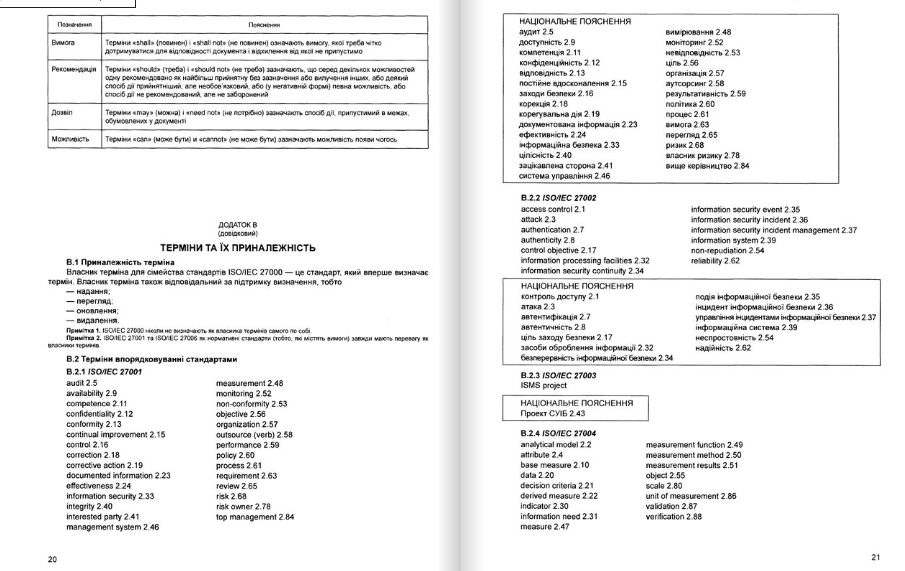 Позначення
Пояснення
Вимога
Терміни «shall» (повинен) і «shall not» (не повинен) означають вимогу, якої треба чітко
дотримуватися для відповідності документа і відхилення від якої не припустимо
Рекомендація
Терміни «should» (треба) і «should not» (не треба) зазначають, що серед декількох можливостей
одну рекомендовано як найбільш прийнятну без зазначення або вилучення інших, або деякий
спосіб дії прийнятніший, але необов'язковий, або (у негативній формі) певна можливість, або
спосіб дії не рекомендований, але не заборонений
Дозвіл
Терміни «may» (можна) і «need not» (не потрібно) зазначають спосіб дії, припустимий в межах,
обумовлених у документі
Можливість
Терміни «can» (може бути) и «cannot» (не може бути) зазначають можливість появи чогось
ДОДАТОК B
(довідковий)
ТЕРМІНИ ТА ЇХ ПРИНАЛЕЖНІСТЬ
B.1 Приналежність терміна
Власник терміна для сімейства стандартів ISO/IEC 27000 — це стандарт, який вперше визначає
термін. Власник терміна також відповідальний за підтримку визначення, тобто
— надання;
— перегляд;
— оновлення;
— видалення.
Примітка 1. ISO/IEC 27000 ніколи не визначають як власника термінів самого по собі.
Примітка 2. ISO/IEC 27001 та ISO/IEC 27006 як нормативні стандарти (тобто, які містять вимоги) завжди мають перевагу як
власники термінів.
B.2 Терміни впорядковуванні стандартами
B.2.1 ISO/IEC 27001
audit 2.5
availability 2.9
competence 2.11
confidentiality 2.12
conformity 2.13
continual improvement 2.15
control 2.16
correction 2.18
corrective action 2.19
documented information 2.23
effectiveness 2.24
information security 2.33
integrity 2.40
interested party 2.41
management system 2.46
measurement 2.48
monitoring 2.52
non-conformity 2.53
objective 2.56
organization 2.57
outsource (verb) 2.58
performance 2.59
policy 2.60
process 2.61
requirement 2.63
review 2.65
risk 2.68
risk owner 2.78
top management 2.84
20
НАЦІОНАЛЬНЕ ПОЯСНЕННЯ
аудит 2.5
доступність 2.9
компетенція 2.11
конфіденційність 2.12
відповідність 2.13
постійне вдосконалення 2.15
заходи безпеки 2.16
корекція 2.18
корегувальна дія 2.19
документована інформація 2.23
ефективність 2.24
інформаційна безпека 2.33
цілісність 2.40
зацікавлена сторона 2.41
система управління 2.46
вимірювання 2.48
моніторинг 2.52
невідповідність 2.53
ціль 2.56
організація 2.57
аутсорсинг 2.58
результативність 2.59
політика 2.60
процес 2.61
вимога 2.63
перегляд 2.65
ризик 2.68
власник ризику 2.78
вище керівництво 2.84
B.2.2 ISO/IEC 27002
access control 2.1
attack 2.3
authentication 2.7
authenticity 2.8
control objective 2.17
information processing facilities 2.32
information security continuity 2.34
information security event 2.35
information security incident 2.36
information security incident management 2.37
information system 2.39
non-repudiation 2.54
reliability 2.62
НАЦІОНАЛЬНЕ ПОЯСНЕННЯ
контроль доступу 2.1
атака 2.3
автентифікація 2.7
автентичність 2.8
ціль заходу безпеки 2.17
засоби оброблення інформації 2.32
безперервність інформаційної безпеки 2.34
подія інформаційної безпеки 2.35
інцидент інформаційної безпеки 2.36
управління інцидентами інформаційної безпеки 2.37
інформаційна система 2.39
неспростовність 2.54
надійність 2.62
B.2.3 ISO/IEC 27003
ISMS project
НАЦІОНАЛЬНЕ ПОЯСНЕННЯ
Проект СУІБ 2.43
B.2.4 ISO/IEC 27004
analytical model 2.2
attribute 2.4
base measure 2.10
data 2.20
decision criteria 2.21
derived measure 2.22
indicator 2.30
information need 2.31
measure 2.47
measurement function 2.49
measurement method 2.50
measurement results 2.51
object 2.55
scale 2.80
unit of measurement 2.86
validation 2.87
verification 2.88
21